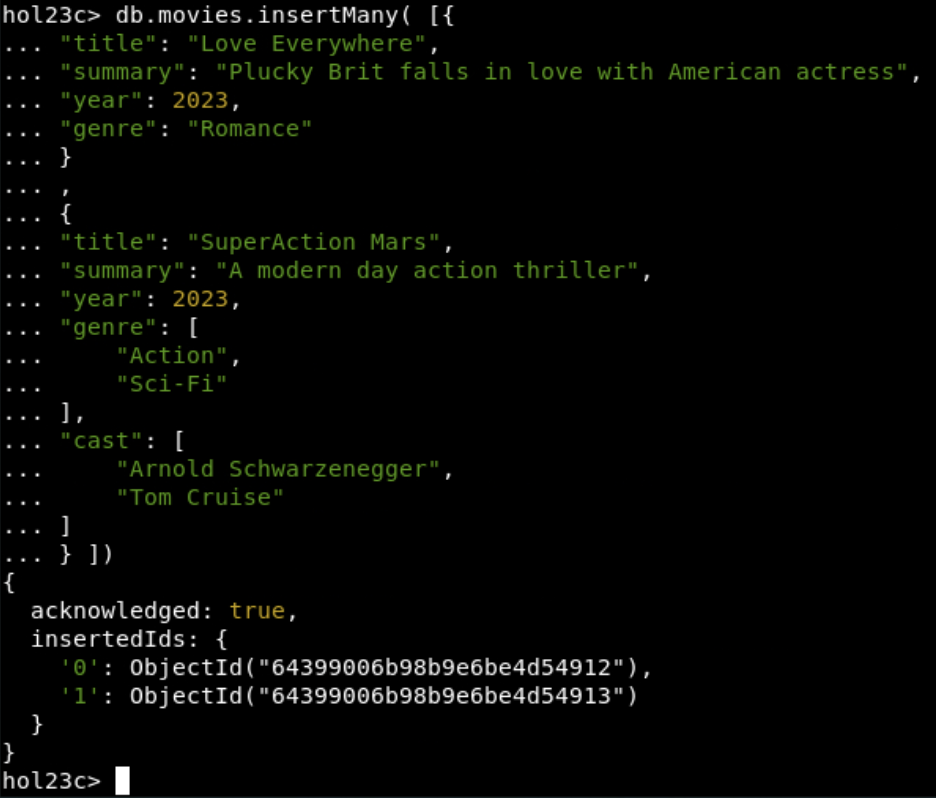 hol23c> db.movies.insertMany( [{
... "title": "Love Everywhere",
... "summary": "Plucky Brit falls in love with American actress",
... "year": 2023,
... "genre": "Romance"
... }
... ,
... {
... "title": "SuperAction Mars",
... "summary": "A modern day action thriller",
... "year": 2023,
... "genre": [
...     "Action",
...     "Sci-Fi"
... ],
... "cast": [
...     "Arnold Schwarzenegger",
...     "Tom Cruise"
... ]
... } ])
{
  acknowledged: true,
  insertedIds: {
    '0': ObjectId("64399006b98b9e6be4d54912"),
    '1': ObjectId("64399006b98b9e6be4d54913")
  }
}
hol23c>